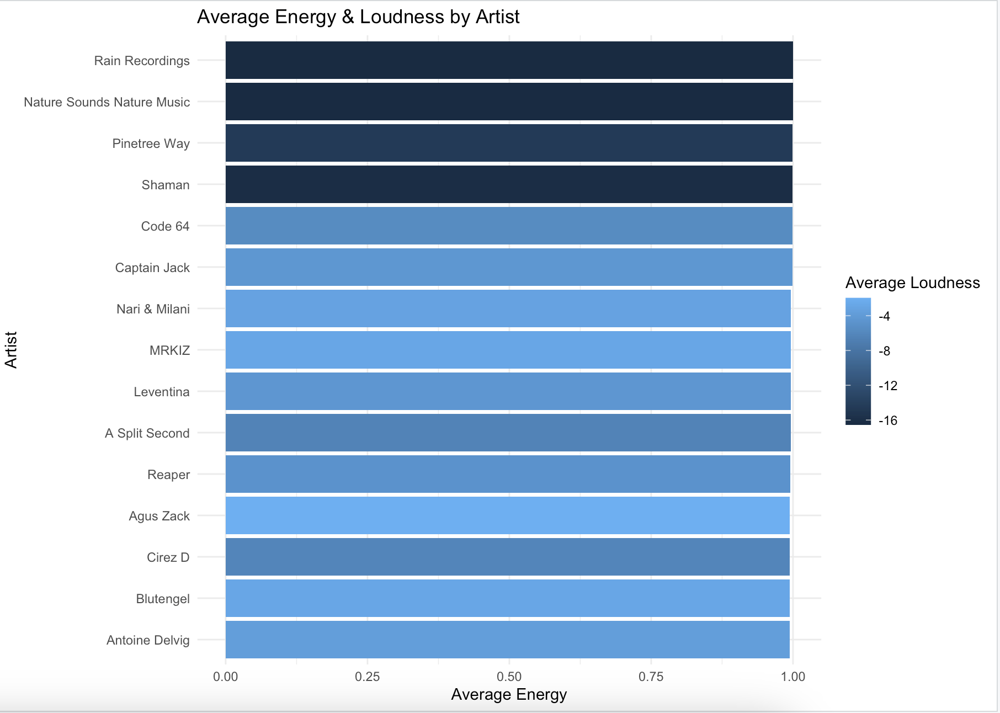 Average Energy & Loudness by Artist
Rain Recordings
Nature Sounds Nature Music
Pinetree Way
Shaman
Code 64
Captain Jack
Nari & Milani
MRKIZ
Leventina
A Split Second
Reaper
Agus Zack
Cirez D
Blutengel
Antoine Delvig
Artist
0.00 0.25 0.50 0.75 1.00
Average Energy
Average Loudness
-4
-8
-12
-16